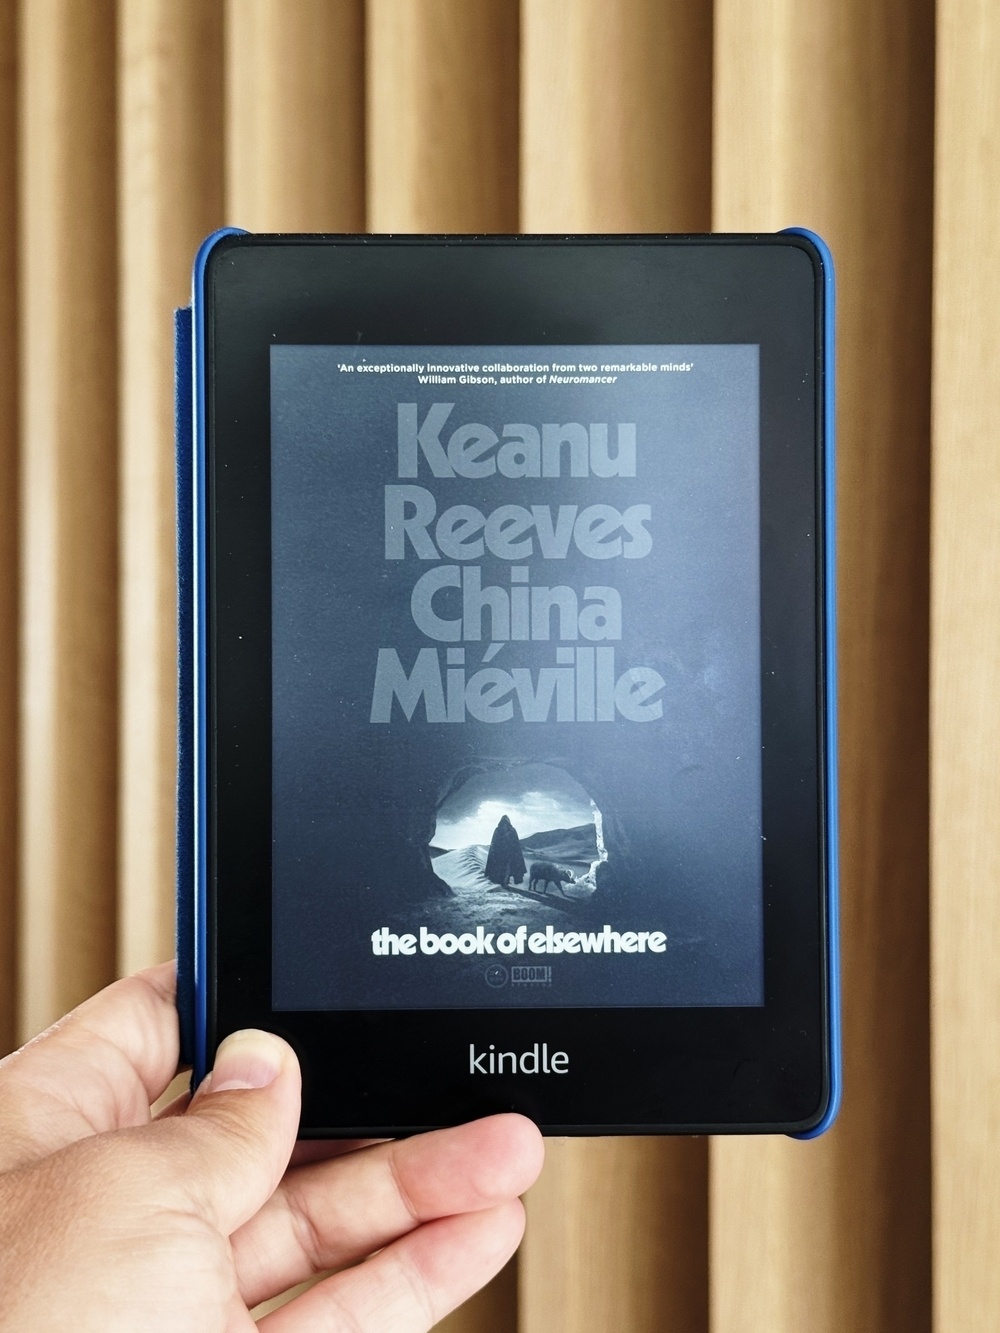 'An exceptionally innovative collaboration from two remarkable minds'
William Gibson, author of Neuromancer
Keanu
Reeves
China
Miéville
the book of elsewhere
BOOM!
STUDIOS
kindle